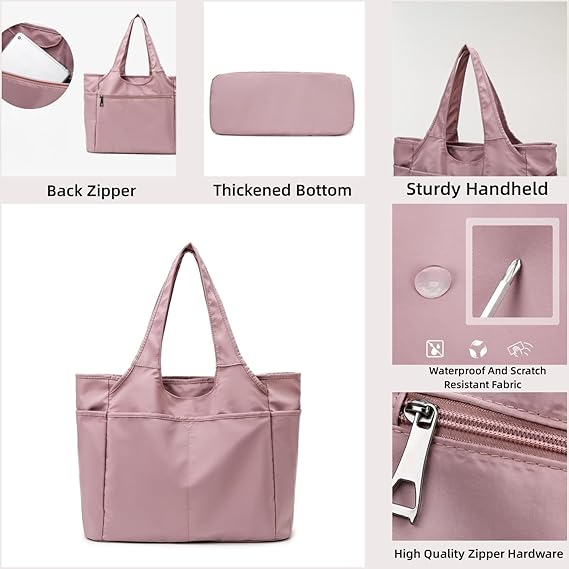 Back Zipper
Thickened Bottom
Sturdy Handheld
Waterproof And Scratch
Resistant Fabric
High Quality Zipper Hardware